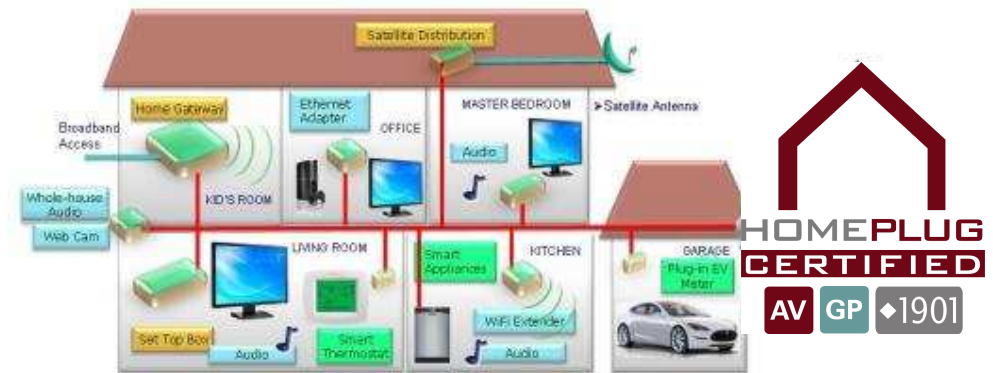 Satellite Distribution
Home Gateway
Ethernet
Adapter
OFFICE
MASTER BEDROOM
Satellite Antenna
Broadband
Access
Audio
KID'S ROOM
Whole-house
Audio
Web Cam
LIVING ROOM
Smart
Appliances
KITCHEN
GARAGE
Plug-in EV
Meter
Set Top Box
Audio
Smart
Thermostat
WiFi Extender
Audio
HOMEPLUG
CERTIFIED
AV GP 1901